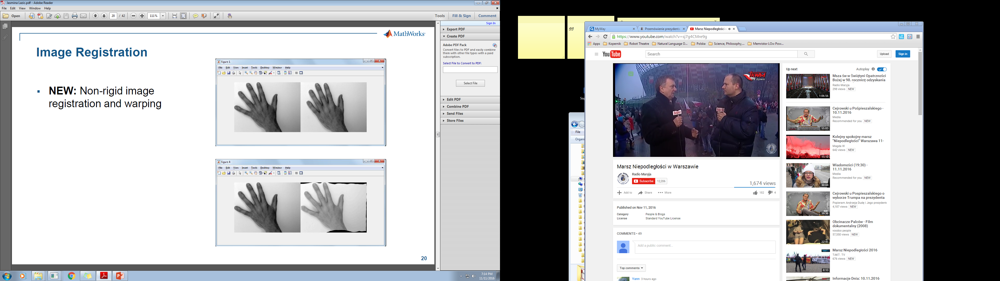 Jasmina Lazic.pdf - Adobe Reader
File Edit View Window Help
Open
20 / 42
111%
Tools Fill & Sign Comment
Sign In
Export PDF
Create PDF
Adobe PDF Pack
Convert files to PDF and easily combine
them with other file types with a paid
subscription.
Select File to Convert to PDF:
Select File
Edit PDF
Combine PDF
Send Files
Store Files
MathWorks
Image Registration
NEW: Non-rigid image
registration and warping
Figure 1
File Edit View Insert Tools Desktop Window Help
Figure 4
File Edit View Insert Tools Desktop Window Help
20
7:14 PM
11/11/2016
gg
Sop
File
Organi
MyWay
Przemówienie prezydenta
Marsz Niepodległości
https://www.youtube.com/watch?v=sj7g4CMre9g
Apps Kopernik Robot Theatre Natural Language O... Polska Science, Philosophy,... Memristor LOw Pow...
YouTube
Search
Upload
Sign in
TRWAM
na żywo
Marsz Niepodległości w Warszawie
Radio Maryja
Subscribe 12,206
1,674 views
Add to Share More
182 4
Published on Nov 11, 2016
Category People & Blogs
License Standard YouTube License
COMMENTS • 49
Add a public comment...
Top comments
Yann 3 hours ago
Up next
Autoplay
Msza św w Świątyni Opatrzności
Bożej w 98. rocznicę odzyskania
Radio Maryja
298 views NEW
1:06:56
Cejrowski u Pośpieszalskiego -
10.11.2016
Media
Recommended for you NEW
55:03
Kolejny spokojny marsz
"Niepodległości" Warszawa 11-
Magda W
642 views NEW
15:12
Wiadomości (19:30) -
11.11.2016
Media
Recommended for you NEW
30:04
Cejrowski u Pospieszalskiego o
wyborze Trumpa na prezydenta
Popieram Andrzeja Dudę i Jego prezydent
4,187 views NEW
39:38
Obcinacze Palców - Film
dokumentalny (2008)
voodoo people
57,550 views NEW
22:41
Marsz Niepodległości 2016
TAKT. TV
676 views NEW
8:13
Informacje Dnia: 10.11.2016